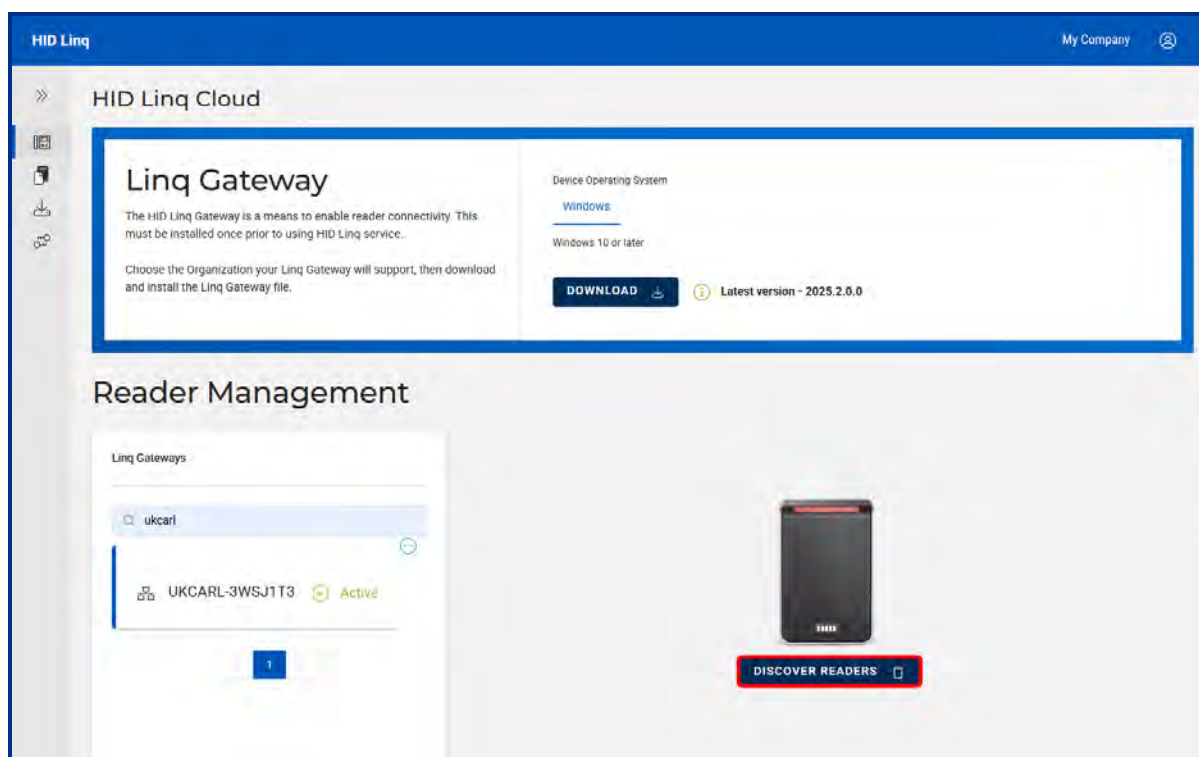 HID Linq
My Company
HID Linq Cloud
Linq Gateway
The HID Linq Gateway is a means to enable reader connectivity. This
must be installed once prior to using HID Linq service.
Choose the Organization your Linq Gateway will support, then download
and install the Linq Gateway file.
Device Operating System
Windows
Windows 10 or later
DOWNLOAD
Latest version - 2025.2.0.0
Reader Management
Linq Gateways
ukcarl
UKCARL-3WSJ1T3
Active
1
HID
DISCOVER READERS